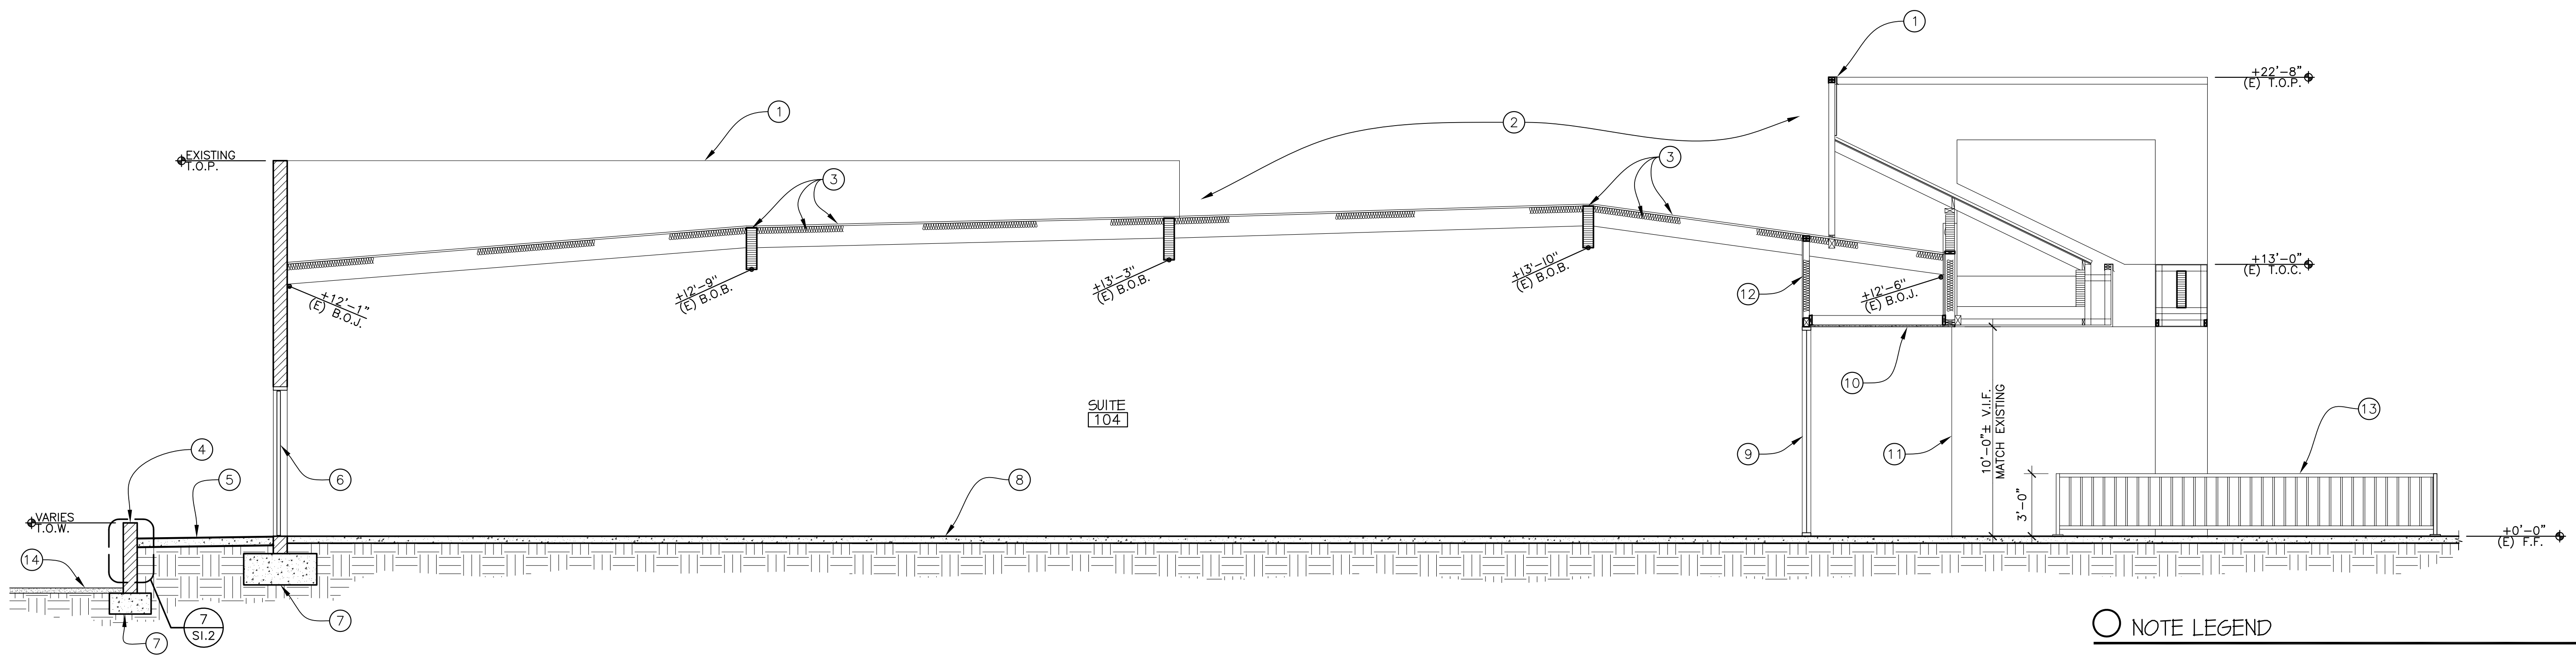 1
+22'-8"
(E) T.O.P.
1
2
EXISTING
T.O.P.
3
3
+13'-0"
(E) T.O.C.
+12'-1"
(E) B.O.J.
+12'-9"
(E) B.O.B.
+13'-3"
(E) B.O.B.
+13'-10"
(E) B.O.B.
12
+12'-6"
(E) B.O.J.
10
SUITE
104
10'-0"± V.I.F.
MATCH EXISTING
13
4
5
6
8
9
11
3'-0"
VARIES
T.O.W.
+0'-0"
(E) F.F.
14
7
S1.2
7
7
NOTE LEGEND